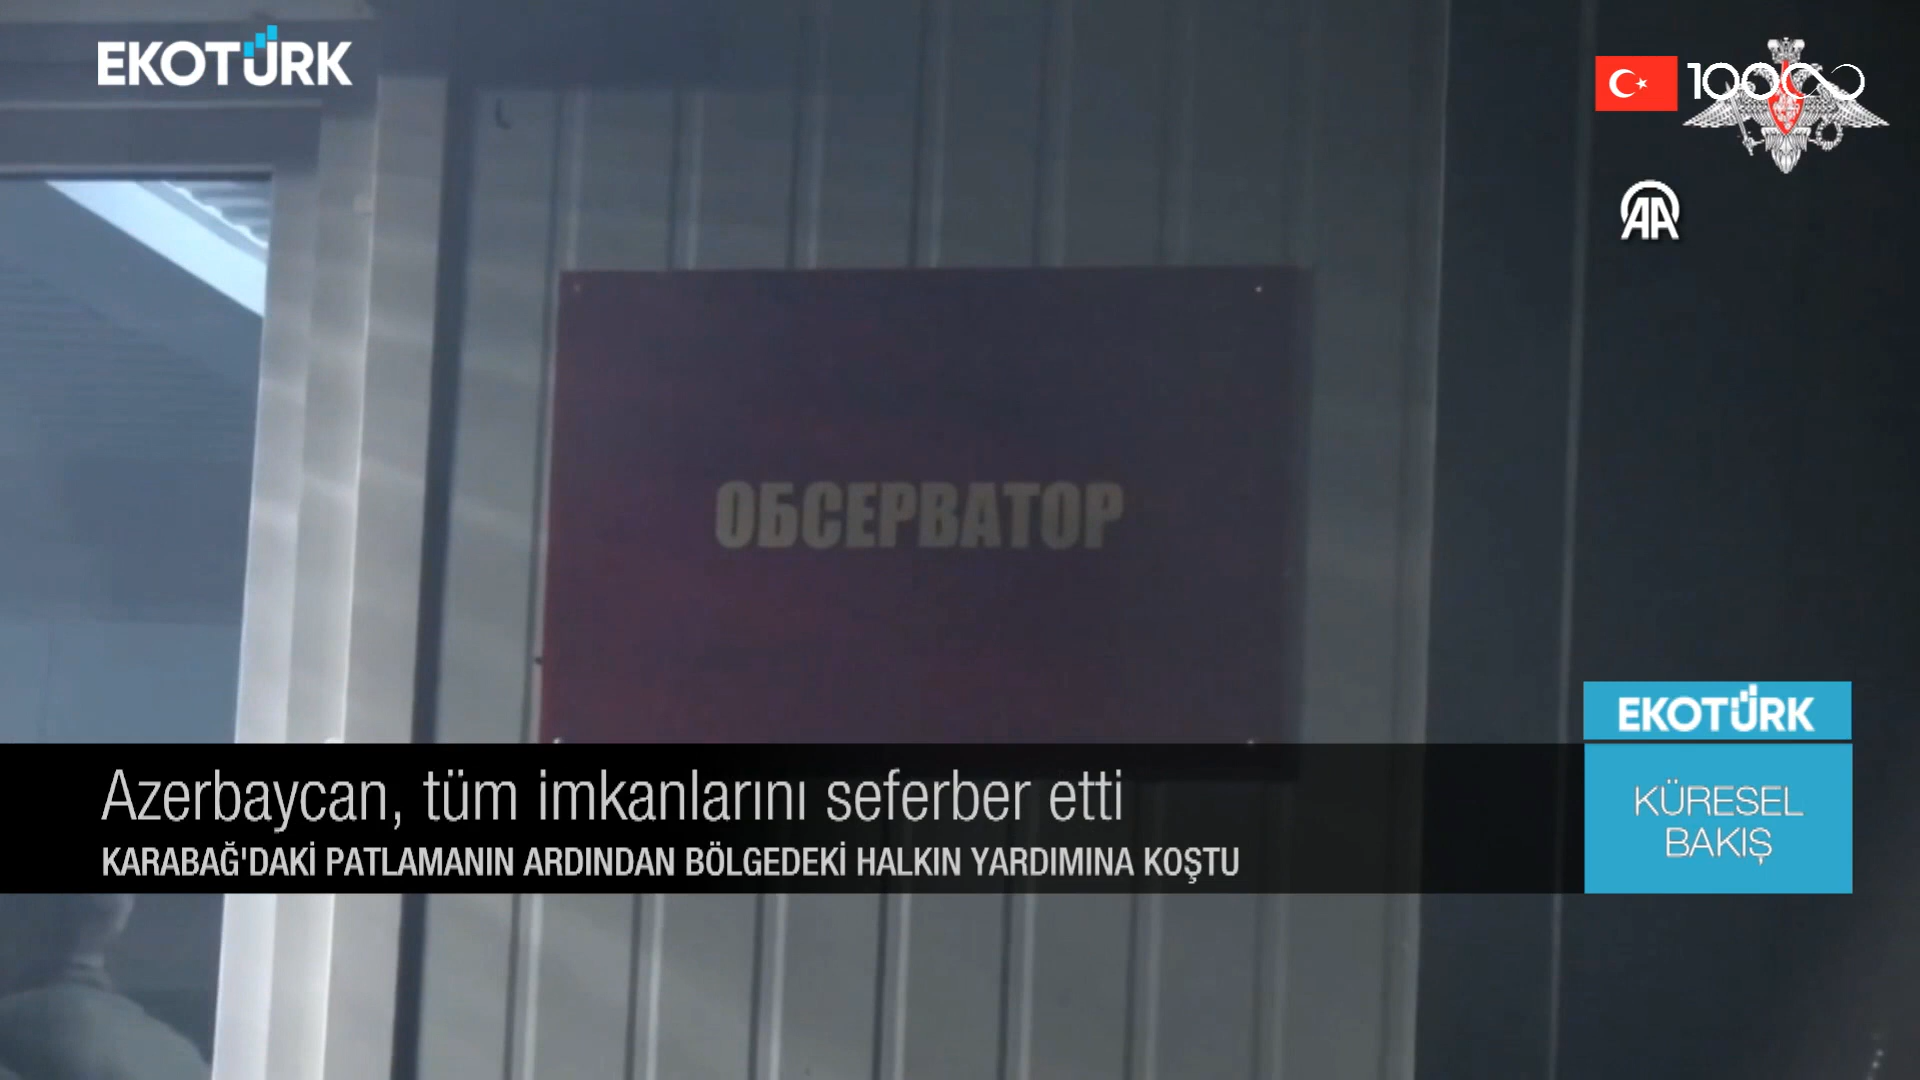 EKOTÜRK
100
AA
ОБСЕРВАТОР
EKOTÜRK
Azerbaycan, tüm imkanlarını seferber etti
KARABAĞ'DAKİ PATLAMANIN ARDINDAN BÖLGEDEKİ HALKIN YARDIMINA KOŞTU
KÜRESEL
BAKIŞ